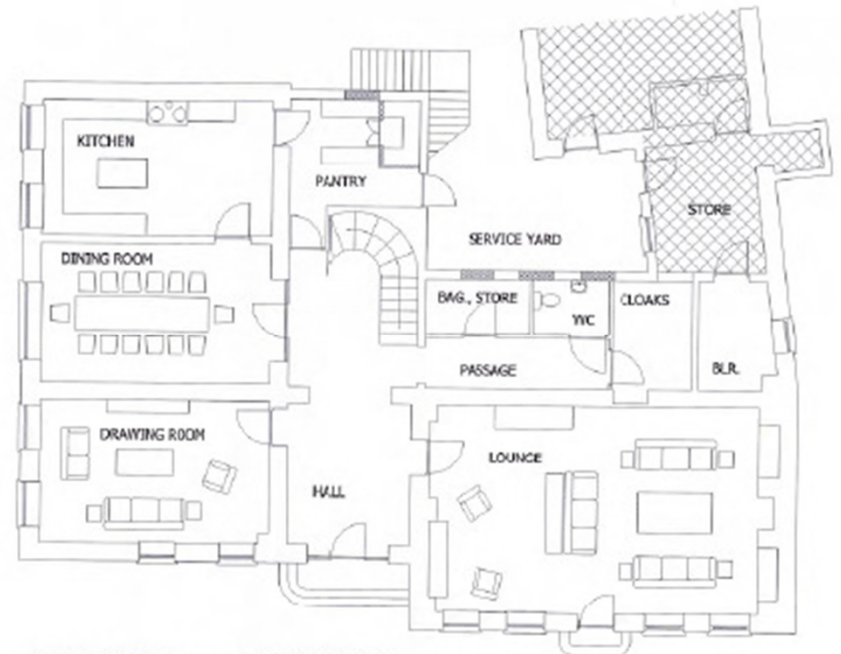 KITCHEN
PANTRY
STORE
SERVICE YARD
DINING ROOM
BAG., STORE
WC
CLOAKS
PASSAGE
BLR.
DRAWING ROOM
LOUNGE
HALL